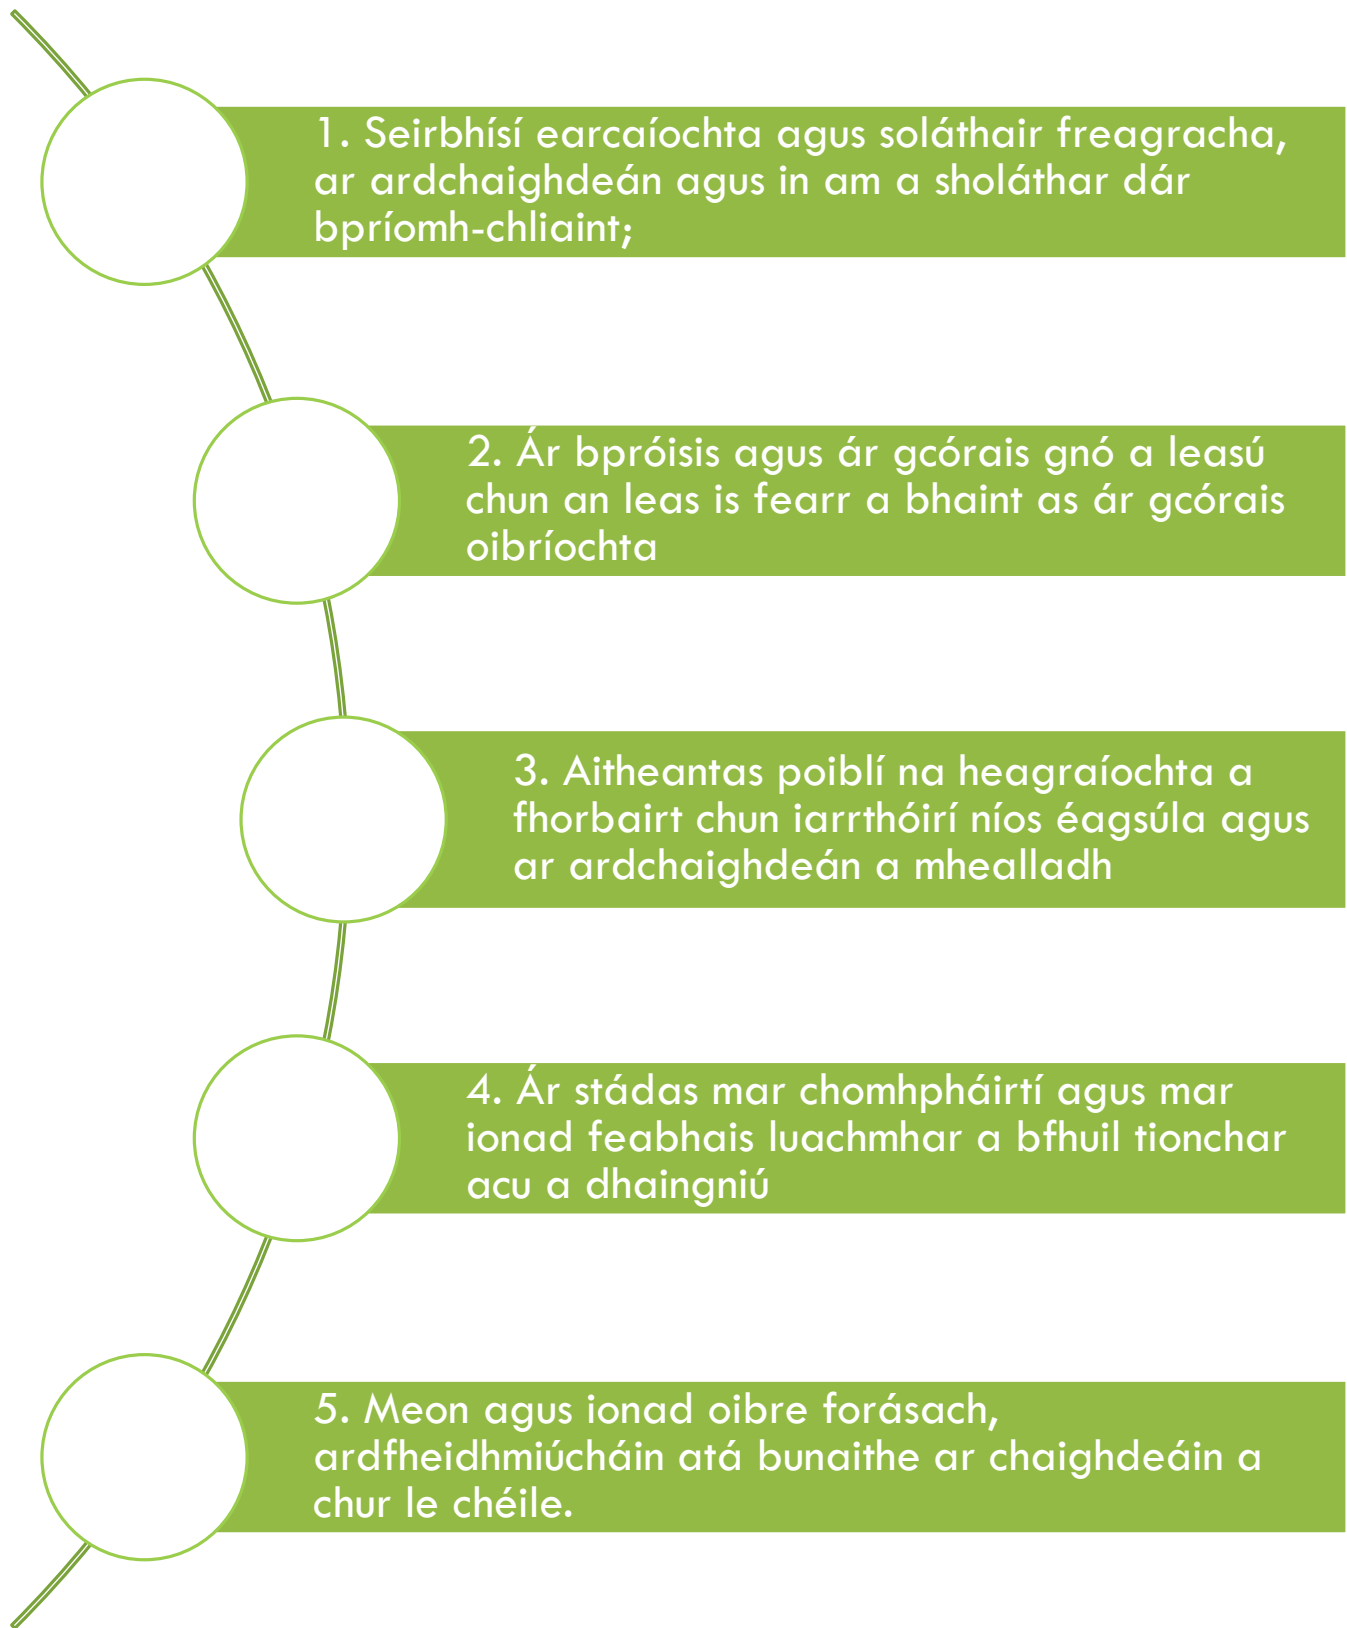 1. Seirbhísí earcaíochta agus soláthair freagracha,
ar ardchaighdeán agus in am a sholáthar dár
bpríomh-chliaint;
2. Ár bpróisis agus ár gcórais gnó a leasú
chun an leas is fearr a bhaint as ár gcórais
oibríochta
3. Aitheantas poiblí na heagraíochta a
fhorbairt chun iarrthóirí níos éagsúla agus
ar ardchaighdeán a mhealladh
4. Ár stádas mar chomhpháirtí agus mar
ionad feabhais luachmhar a bfhuil tionchar
acu a dhaingniú
5. Meon agus ionad oibre forásach,
ardfheidhmiúcháin atá bunaithe ar chaighdeáin a
chur le chéile.